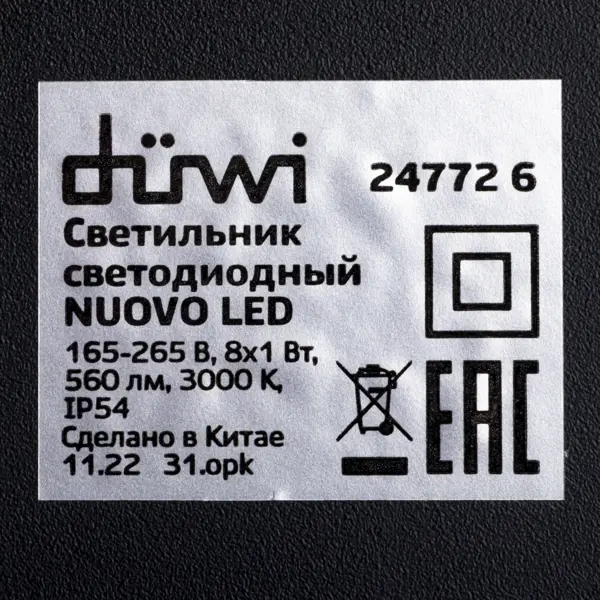 düwi
24772 6
Светильник
светодиодный
NUOVO LED
165-265 В, 8x1 Вт,
560 лм, 3000 К,
IP54
Сделано в Китае
11.22 31.opk
EAC